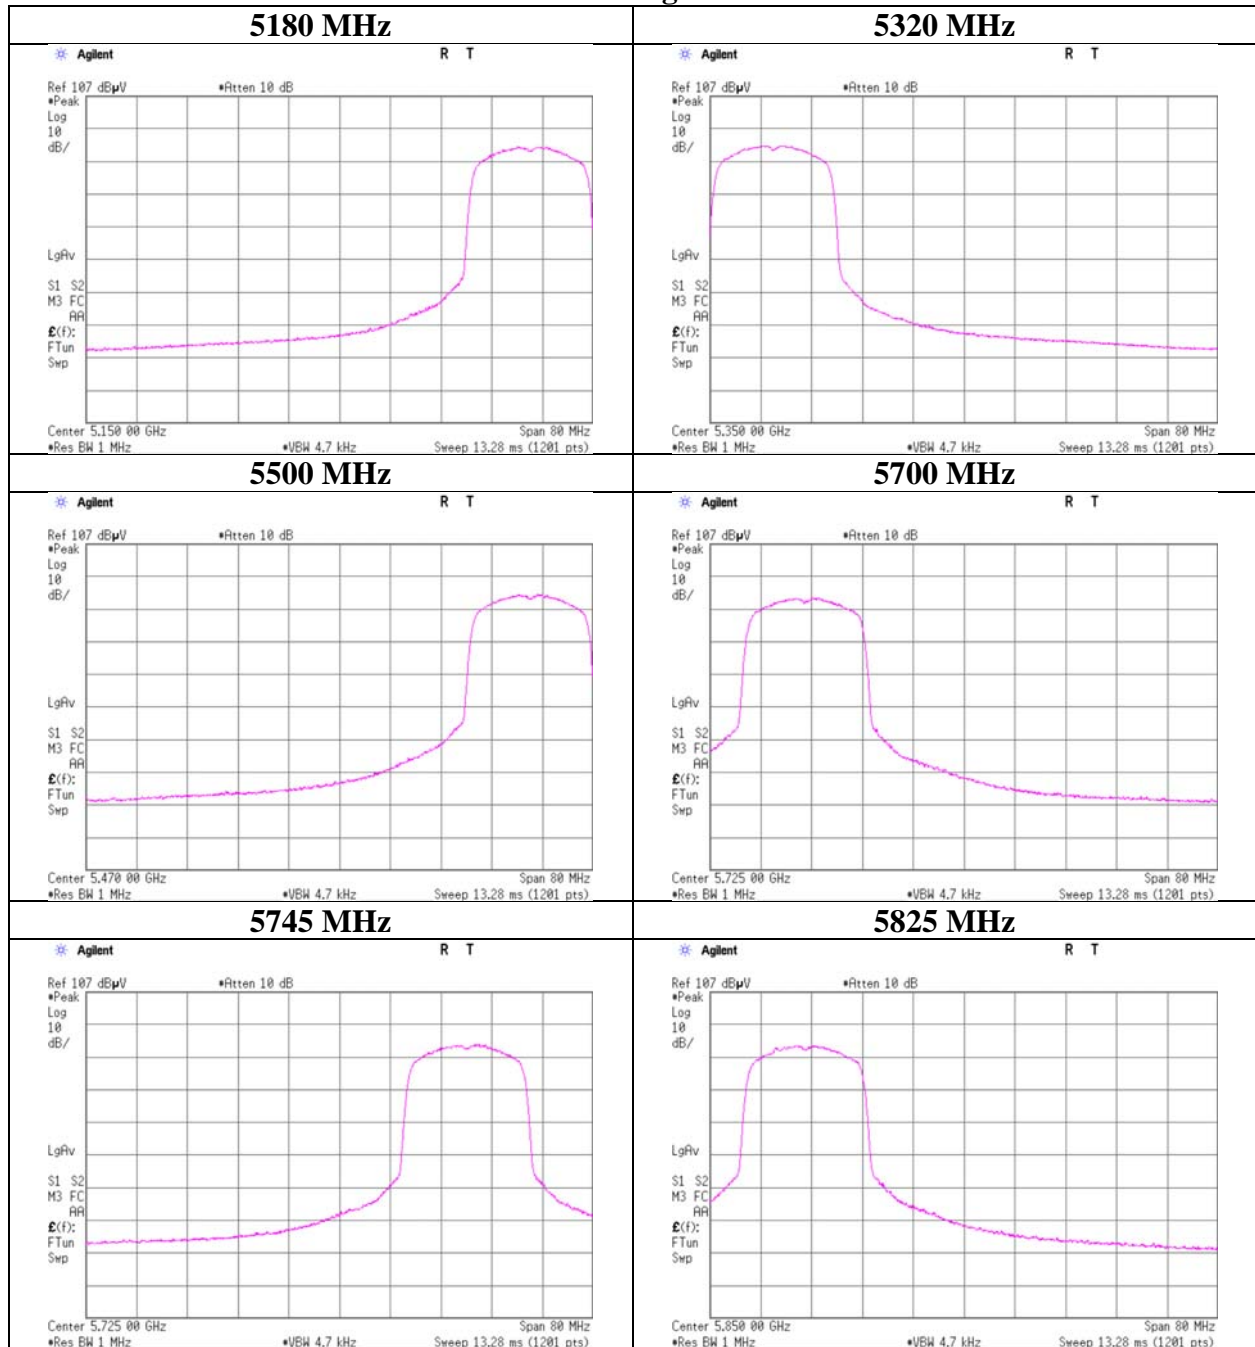 5180 MHz
5320 MHz
Agilent R T
Ref 107 dBµV *Atten 10 dB
*Peak
Log
10
dB/
LgAv
S1 S2
M3 FC
AA
£(f):
FTun
Swp
Center 5.150 00 GHz Span 80 MHz
*Res BW 1 MHz *VBW 4.7 kHz Sweep 13.28 ms (1201 pts)
Agilent R T
Ref 107 dBµV *Atten 10 dB
*Peak
Log
10
dB/
LgAv
S1 S2
M3 FC
AA
£(f):
FTun
Swp
Center 5.350 00 GHz Span 80 MHz
*Res BW 1 MHz *VBW 4.7 kHz Sweep 13.28 ms (1201 pts)
5500 MHz
5700 MHz
Agilent R T
Ref 107 dBµV *Atten 10 dB
*Peak
Log
10
dB/
LgAv
S1 S2
M3 FC
AA
£(f):
FTun
Swp
Center 5.470 00 GHz Span 80 MHz
*Res BW 1 MHz *VBW 4.7 kHz Sweep 13.28 ms (1201 pts)
Agilent R T
Ref 107 dBµV *Atten 10 dB
*Peak
Log
10
dB/
LgAv
S1 S2
M3 FC
AA
£(f):
FTun
Swp
Center 5.725 00 GHz Span 80 MHz
*Res BW 1 MHz *VBW 4.7 kHz Sweep 13.28 ms (1201 pts)
5745 MHz
5825 MHz
Agilent R T
Ref 107 dBµV *Atten 10 dB
*Peak
Log
10
dB/
LgAv
S1 S2
M3 FC
AA
£(f):
FTun
Swp
Center 5.725 00 GHz Span 80 MHz
*Res BW 1 MHz *VBW 4.7 kHz Sweep 13.28 ms (1201 pts)
Agilent R T
Ref 107 dBµV *Atten 10 dB
*Peak
Log
10
dB/
LgAv
S1 S2
M3 FC
AA
£(f):
FTun
Swp
Center 5.850 00 GHz Span 80 MHz
*Res BW 1 MHz *VBW 4.7 kHz Sweep 13.28 ms (1201 pts)